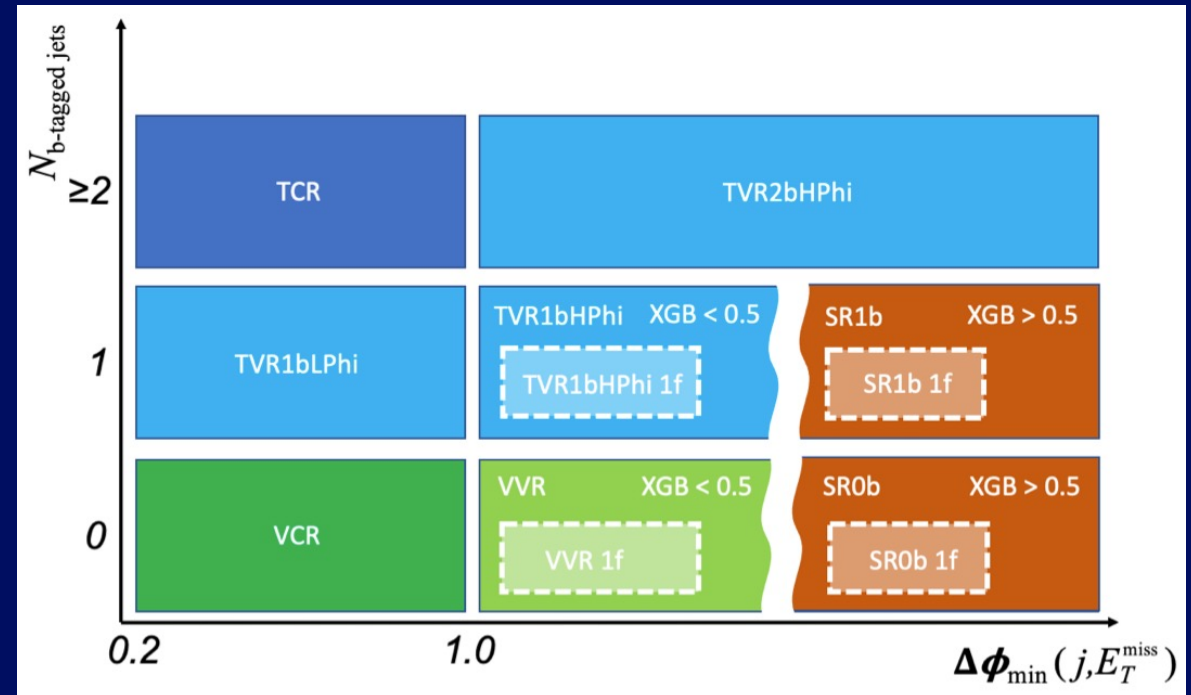 N b-tagged jets
≥2
TCR
TVR2bHPhi
1
TVR1bLPhi
TVR1bHPhi XGB < 0.5
TVR1bHPhi 1f
SR1b XGB > 0.5
SR1b 1f
0
VCR
VVR XGB < 0.5
VVR 1f
SR0b XGB > 0.5
SR0b 1f
0.2 1.0
Δϕmin (j,E_T^miss)